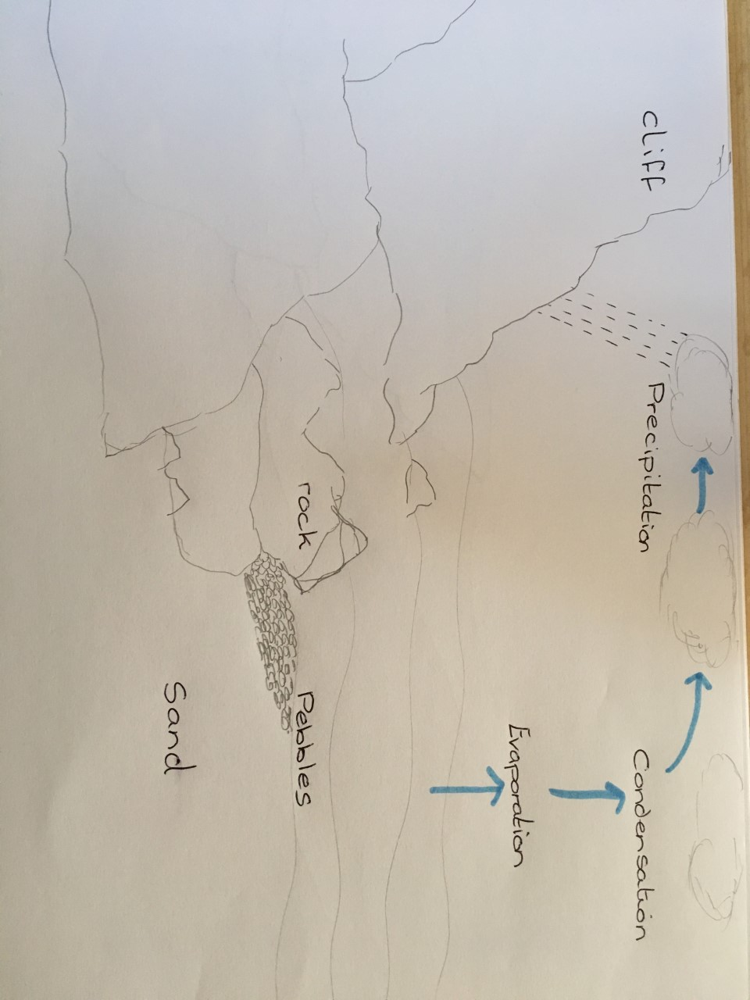 cliff
Precipitation
Condensation
Evaporation
rock
Pebbles
Sand